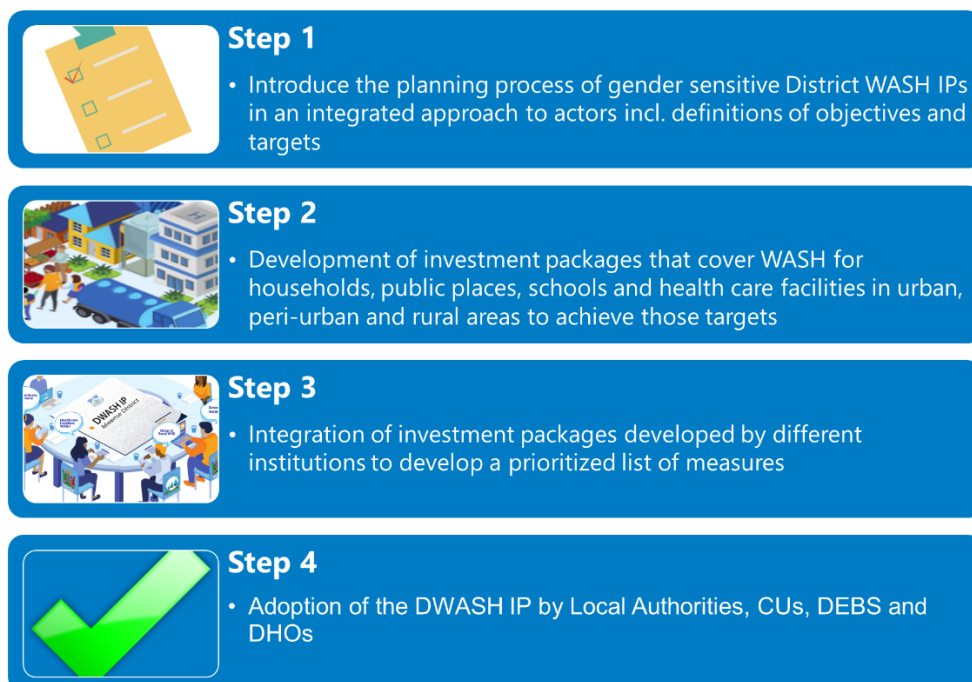 Step 1
• Introduce the planning process of gender sensitive District WASH IPs
in an integrated approach to actors incl. definitions of objectives and
targets
Step 2
• Development of investment packages that cover WASH for
households, public places, schools and health care facilities in urban,
peri-urban and rural areas to achieve those targets
H
Step 3
• Integration of investment packages developed by different
institutions to develop a prioritized list of measures
DWASH IP
Mwense District
Step 4
• Adoption of the DWASH IP by Local Authorities, CUs, DEBS and
DHOs